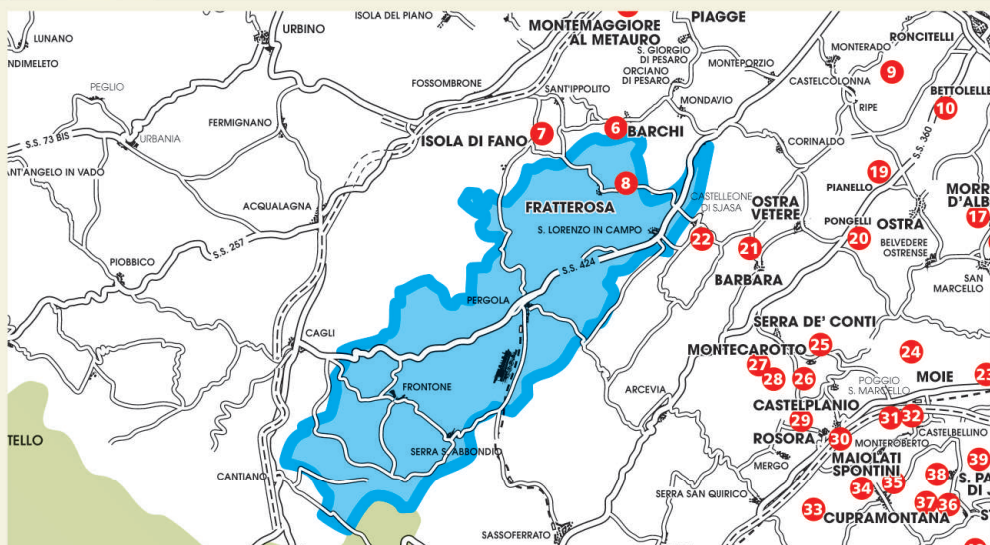 ISOLA DEL PIANO
PIAGGE
MONTEMAGGIORE
AL METAURO
URBINO
LUNANO
NDIMELETO
S. GIORGIO
DI PESARO
ORCIANO
DI PESARO
MONTEPORZIO
MONTERADO
RONCITELLI
CASTELCOLONNA
9
PEGLIO
FOSSOMBRONE
SANT'IPPOLITO
MONDAVIO
RIPE
BETTOLELLE
10
FERMIGNANO
URBANIA
S.S. 73 BIS
ISOLA DI FANO
7
6
BARCHI
CORINALDO
S.S. 360
ANT'ANGELO IN VADO
8
PIANELLO
19
CASTELLEONE
DI SJASA
OSTRA
VETERE
MORR
D'ALB
17
ACQUALAGNA
FRATTEROSA
S. LORENZO IN CAMPO
22
21
PONGELLI
20
OSTRA
BELVEDERE
OSTRENSE
S.S. 257
PIOBBICO
S.S. 424
BARBARA
SAN
MARCELLO
PERGOLA
CAGLI
SERRA DE' CONTI
25
MONTECAROTTO
24
27
28
26
POGGIO
S. MARCELLO
MOIE
23
FRONTONE
ARCEVIA
CASTELPLANIO
29
31
32
CASTELBELLINO
TELLO
SERRA S. ABBONDIO
ROSORA
30
MONTEROBERTO
MERGO
MAIOLATI
SPONTINI
39
CANTIANO
38
S. PA
DI J
34
35
SERRA SAN QUIRICO
33
37
36
CUPRAMONTANA
ST
SASSOFERRATO